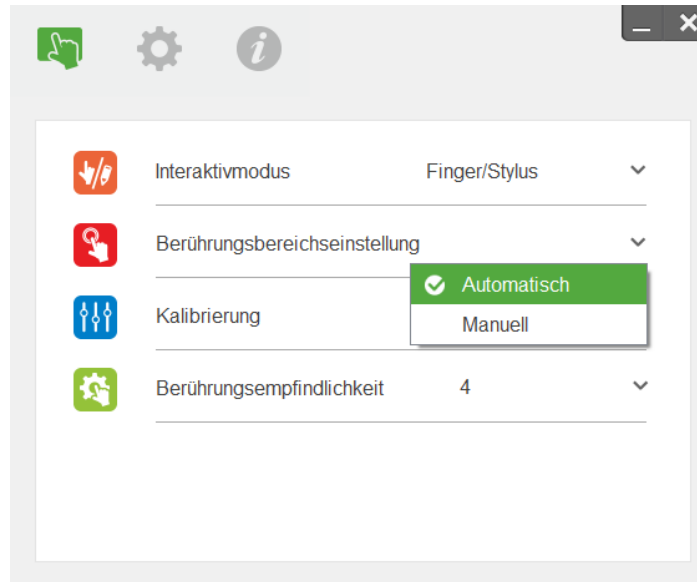 Interaktivmodus Finger/Stylus
Berührungsbereichseinstellung
Automatisch
Kalibrierung
Manuell
Berührungsempfindlichkeit 4